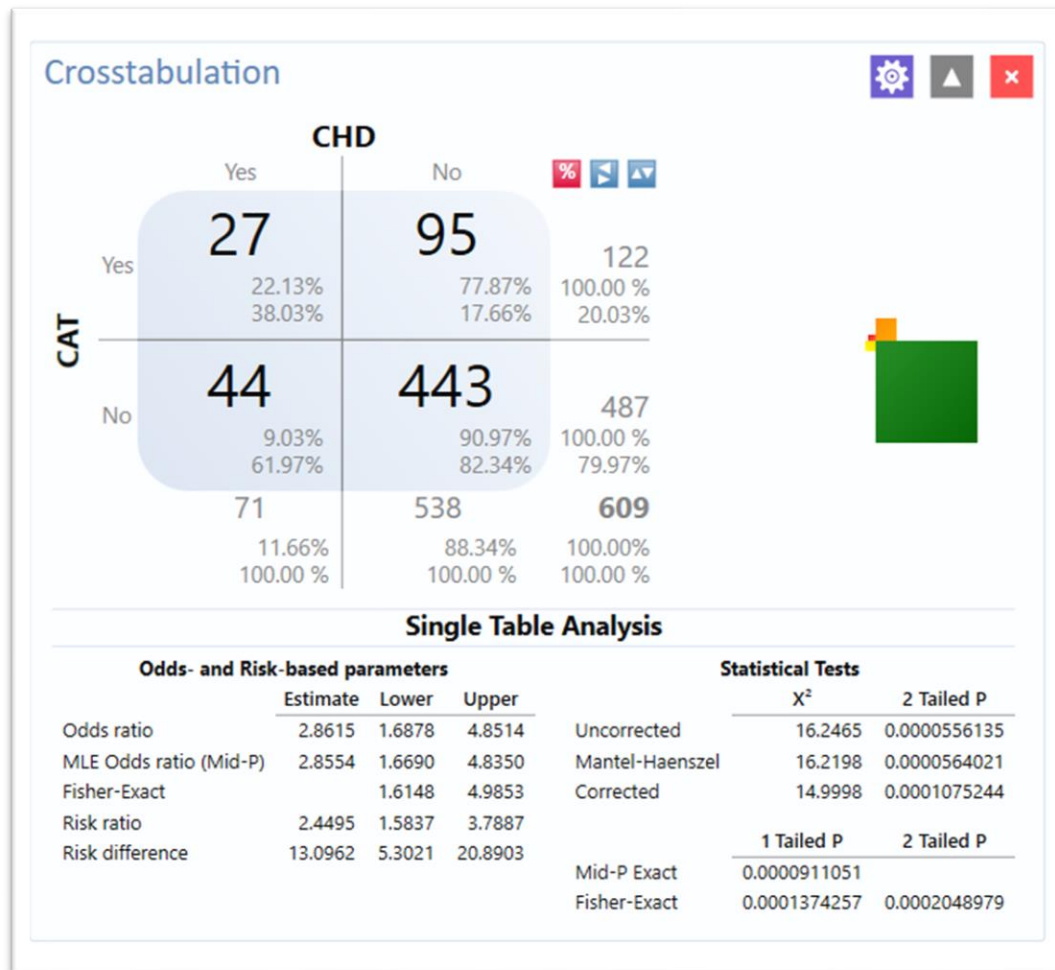 Crosstabulation
CHD
Yes No %
27 95 122
Yes
22.13% 77.87% 100.00 %
38.03% 17.66% 20.03%
CAT
44 443 487
No
9.03% 90.97% 100.00 %
61.97% 82.34% 79.97%
71 538 609
11.66% 88.34% 100.00%
100.00 % 100.00 % 100.00 %
Single Table Analysis
Odds- and Risk-based parameters
Estimate Lower Upper
Odds ratio 2.8615 1.6878 4.8514
MLE Odds ratio (Mid-P) 2.8554 1.6690 4.8350
Fisher-Exact 1.6148 4.9853
Risk ratio 2.4495 1.5837 3.7887
Risk difference 13.0962 5.3021 20.8903
Statistical Tests
X² 2 Tailed P
Uncorrected 16.2465 0.0000556135
Mantel-Haenszel 16.2198 0.0000564021
Corrected 14.9998 0.0001075244
1 Tailed P 2 Tailed P
Mid-P Exact 0.0000911051
Fisher-Exact 0.0001374257 0.0002048979